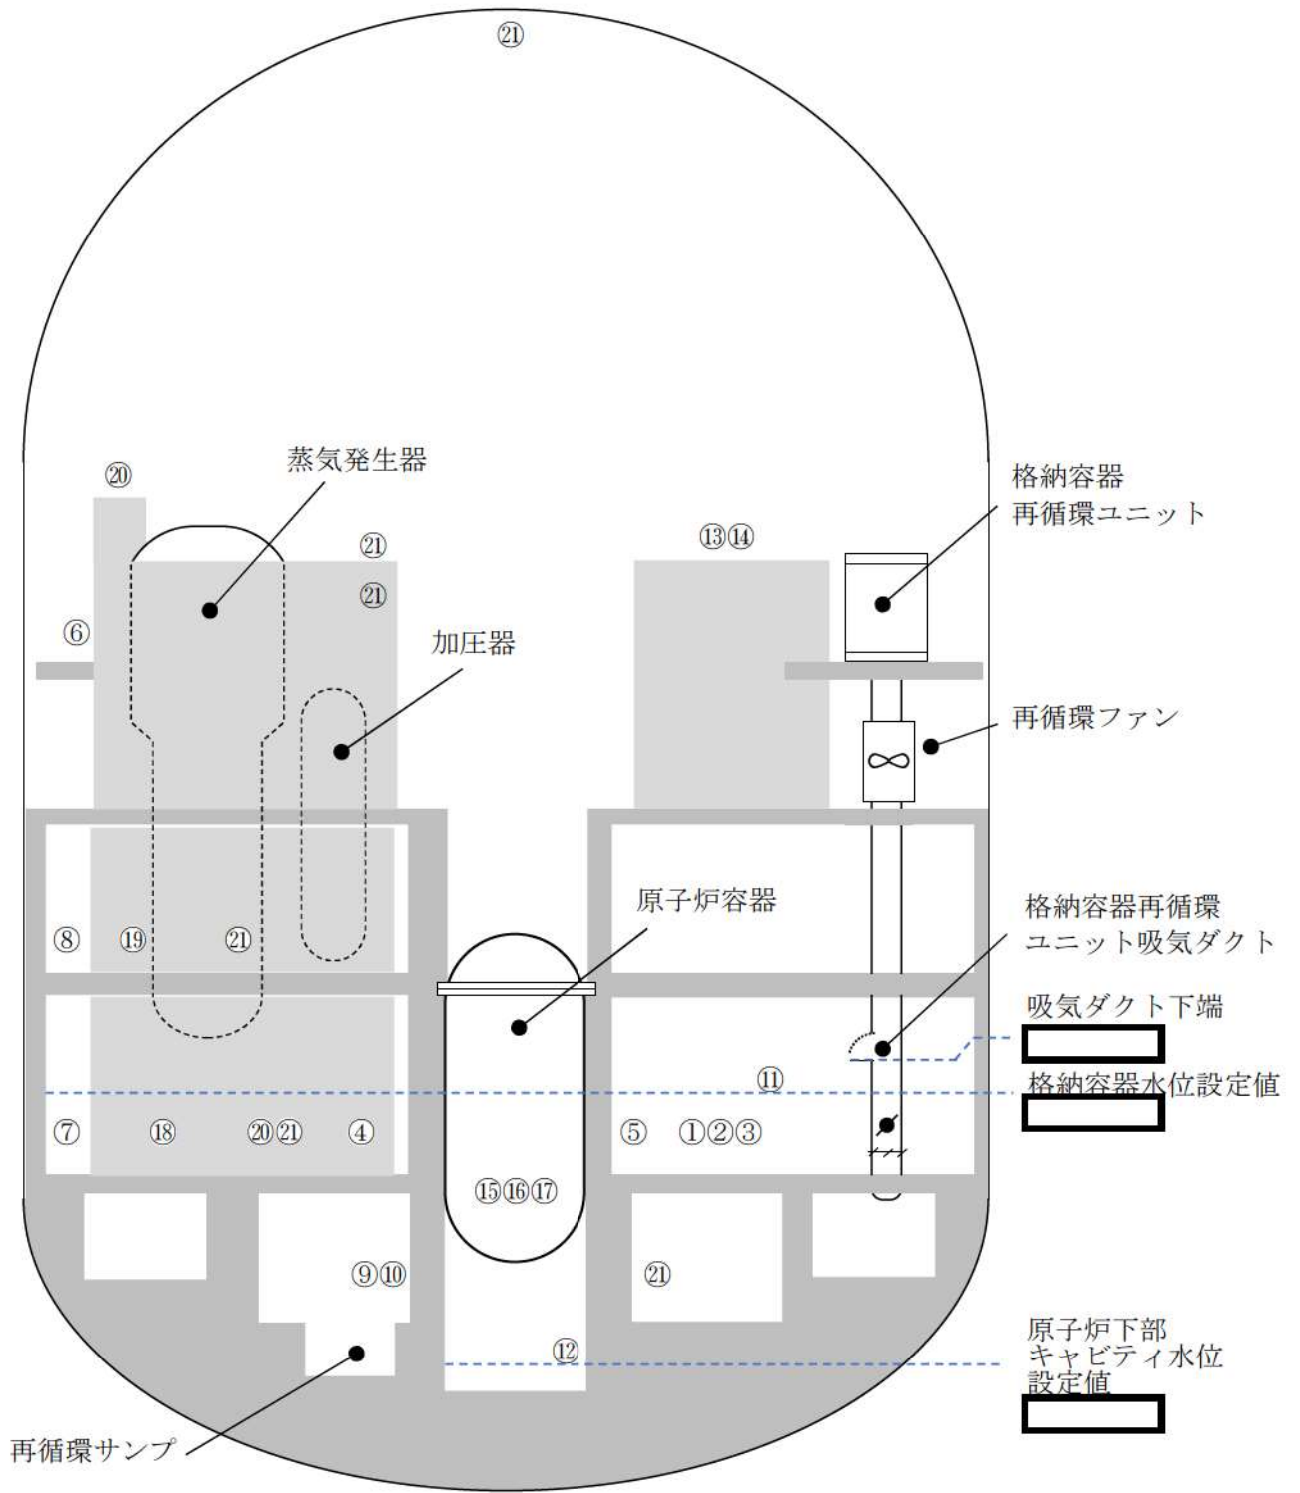 ㉑
蒸気発生器
⑳
格納容器
再循環ユニット
⑬⑭
㉑
㉑
⑥
加圧器
再循環ファン
原子炉容器
格納容器再循環
ユニット吸気ダクト
⑧
⑲
㉑
吸気ダクト下端
⑪
格納容器水位設定値
⑦
⑱
⑳㉑
④
⑤
①②③
⑮⑯⑰
⑨⑩
㉑
⑫
原子炉下部
キャビティ水位
設定値
再循環サンプ